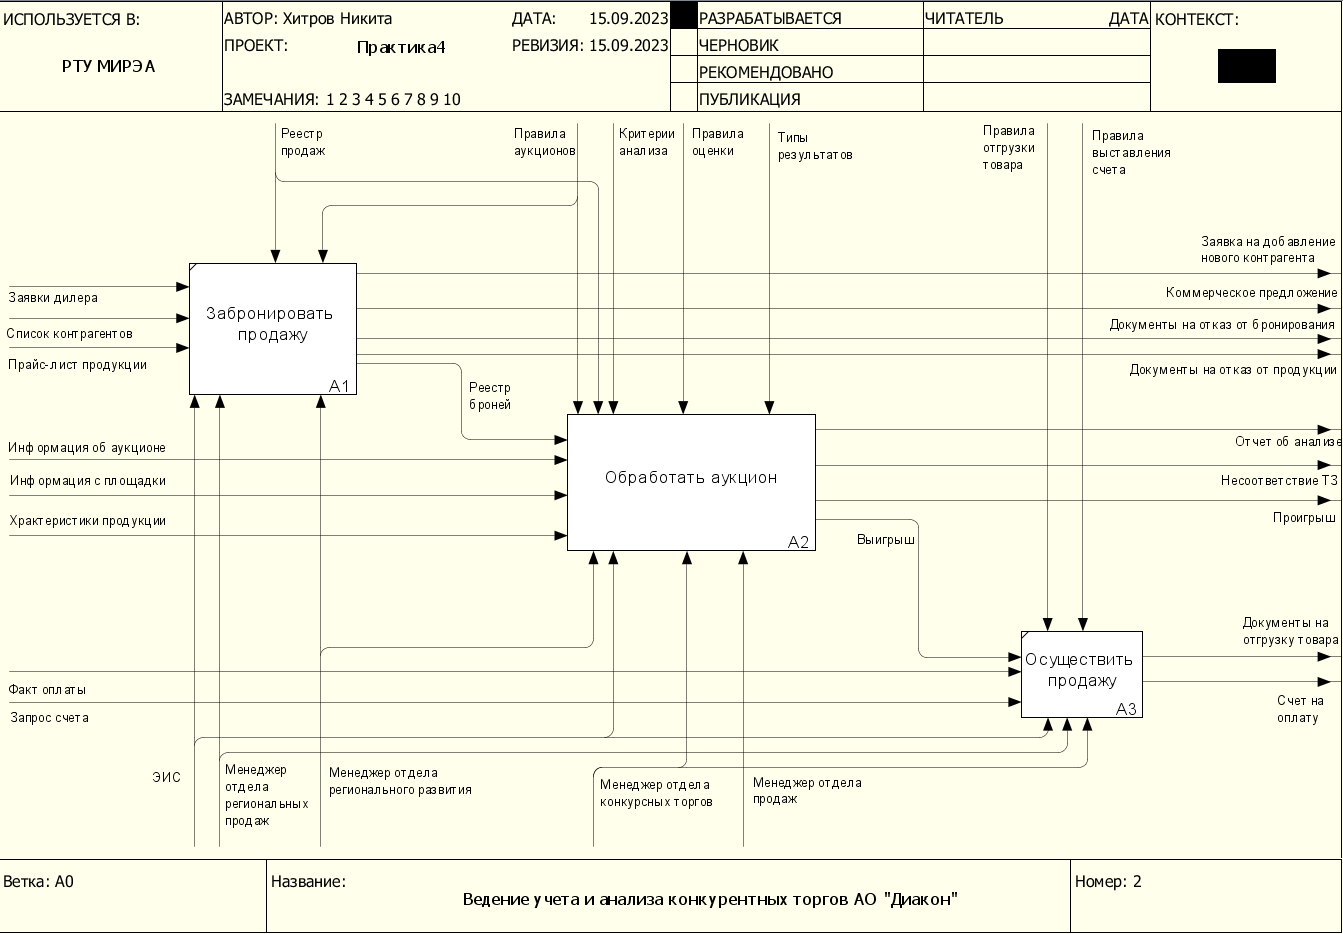 ИСПОЛЬЗУЕТСЯ В:
РТУ МИРЭА
АВТОР: Хитров Никита
ДАТА: 15.09.2023
ПРОЕКТ: Практика4
РЕВИЗИЯ: 15.09.2023
ЗАМЕЧАНИЯ: 1 2 3 4 5 6 7 8 9 10
РАЗРАБАТЫВАЕТСЯ
ЧЕРНОВИК
РЕКОМЕНДОВАНО
ПУБЛИКАЦИЯ
ЧИТАТЕЛЬ ДАТА
КОНТЕКСТ:
Реестр
продаж
Правила
аукционов
Критерии
анализа
Правила
оценки
Типы
результатов
Правила
отгрузки
товара
Правила
выставления
счета
Заявки дилера
Список контрагентов
Прайс-лист продукции
Забронировать
продажу
A1
Заявка на добавление
нового контрагента
Коммерческое предложение
Документы на отказ от бронирования
Документы на отказ от продукции
Реестр
броней
Информация об аукционе
Информация с площадки
Храктеристики продукции
Обработать аукцион
A2
Отчет об анализе
Несоответствие ТЗ
Проигрыш
Выигрыш
Факт оплаты
Запрос счета
Осуществить
продажу
A3
Документы на
отгрузку товара
Счет на
оплату
ЭИС
Менеджер
отдела
региональных
продаж
Менеджер отдела
регионального развития
Менеджер отдела
конкурсных торгов
Менеджер отдела
продаж
Ветка: A0
Название:
Ведение учета и анализа конкурентных торгов АО "Диакон"
Номер: 2